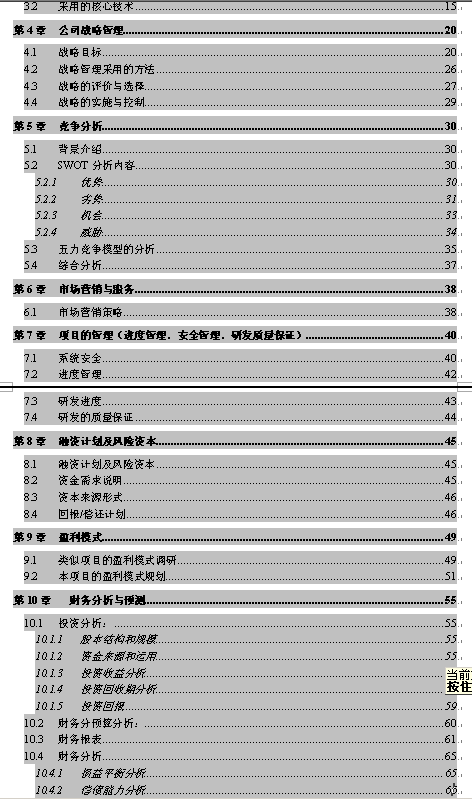 3.2 采用的核心技术 15
第 4 章 公司战略管理 20
4.1 战略目标 20
4.2 战略管理采用的方法 26
4.3 战略的评价与选择 27
4.4 战略的实施与控制 29
第 5 章 竞争分析 30
5.1 背景介绍 30
5.2 SWOT 分析内容 30
5.2.1 优势 30
5.2.2 劣势 31
5.2.3 机会 33
5.2.4 威胁 34
5.3 五力竞争模型的分析 35
5.4 综合分析 37
第 6 章 市场营销与服务 38
6.1 市场营销策略 38
第 7 章 项目的管理（进度管理．安全管理．研发质量保证） 40
7.1 系统安全 40
7.2 进度管理 42
7.3 研发进度 43
7.4 研发的质量保证 44
第 8 章 融资计划及风险资本 45
8.1 融资计划及风险资本 45
8.2 资金需求说明 45
8.3 资本来源形式 46
8.4 回报/偿还计划 46
第 9 章 盈利模式 49
9.1 类似项目的盈利模式调研 49
9.2 本项目的盈利模式规划 51
第 10 章 财务分析与预测 55
10.1 投资分析： 55
10.1.1 股本结构和规模 55
10.1.2 资金来源和运用 55
10.1.3 投资收益分析
10.1.4 投资回收期分析
10.1.5 投资回报 59
当前
按住
10.2 财务分预算分析： 60
10.3 财务报表 61
10.4 财务分析 65
10.4.1 损益平衡分析 65
10.4.2 偿债能力分析